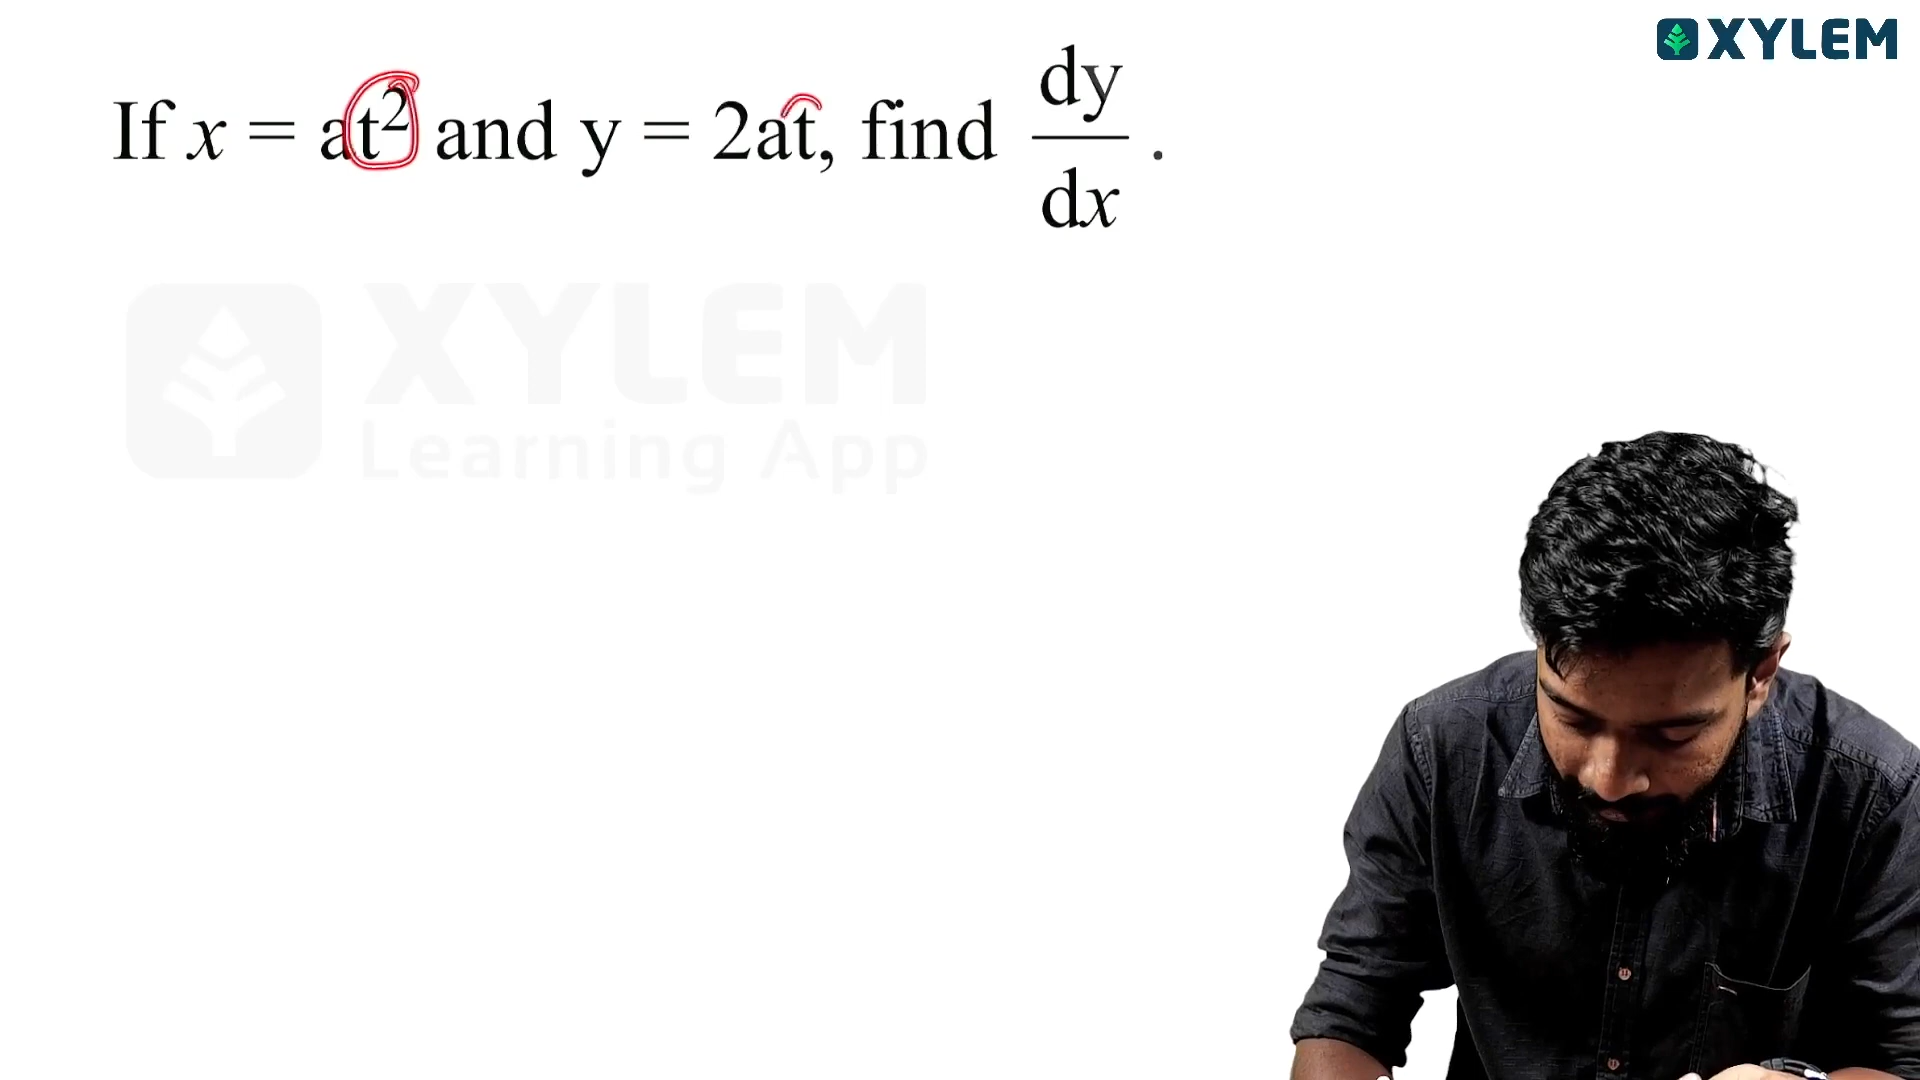 XYLEM
If x = at² and y = 2at, find dy/dx .
XYLEM
Learning App